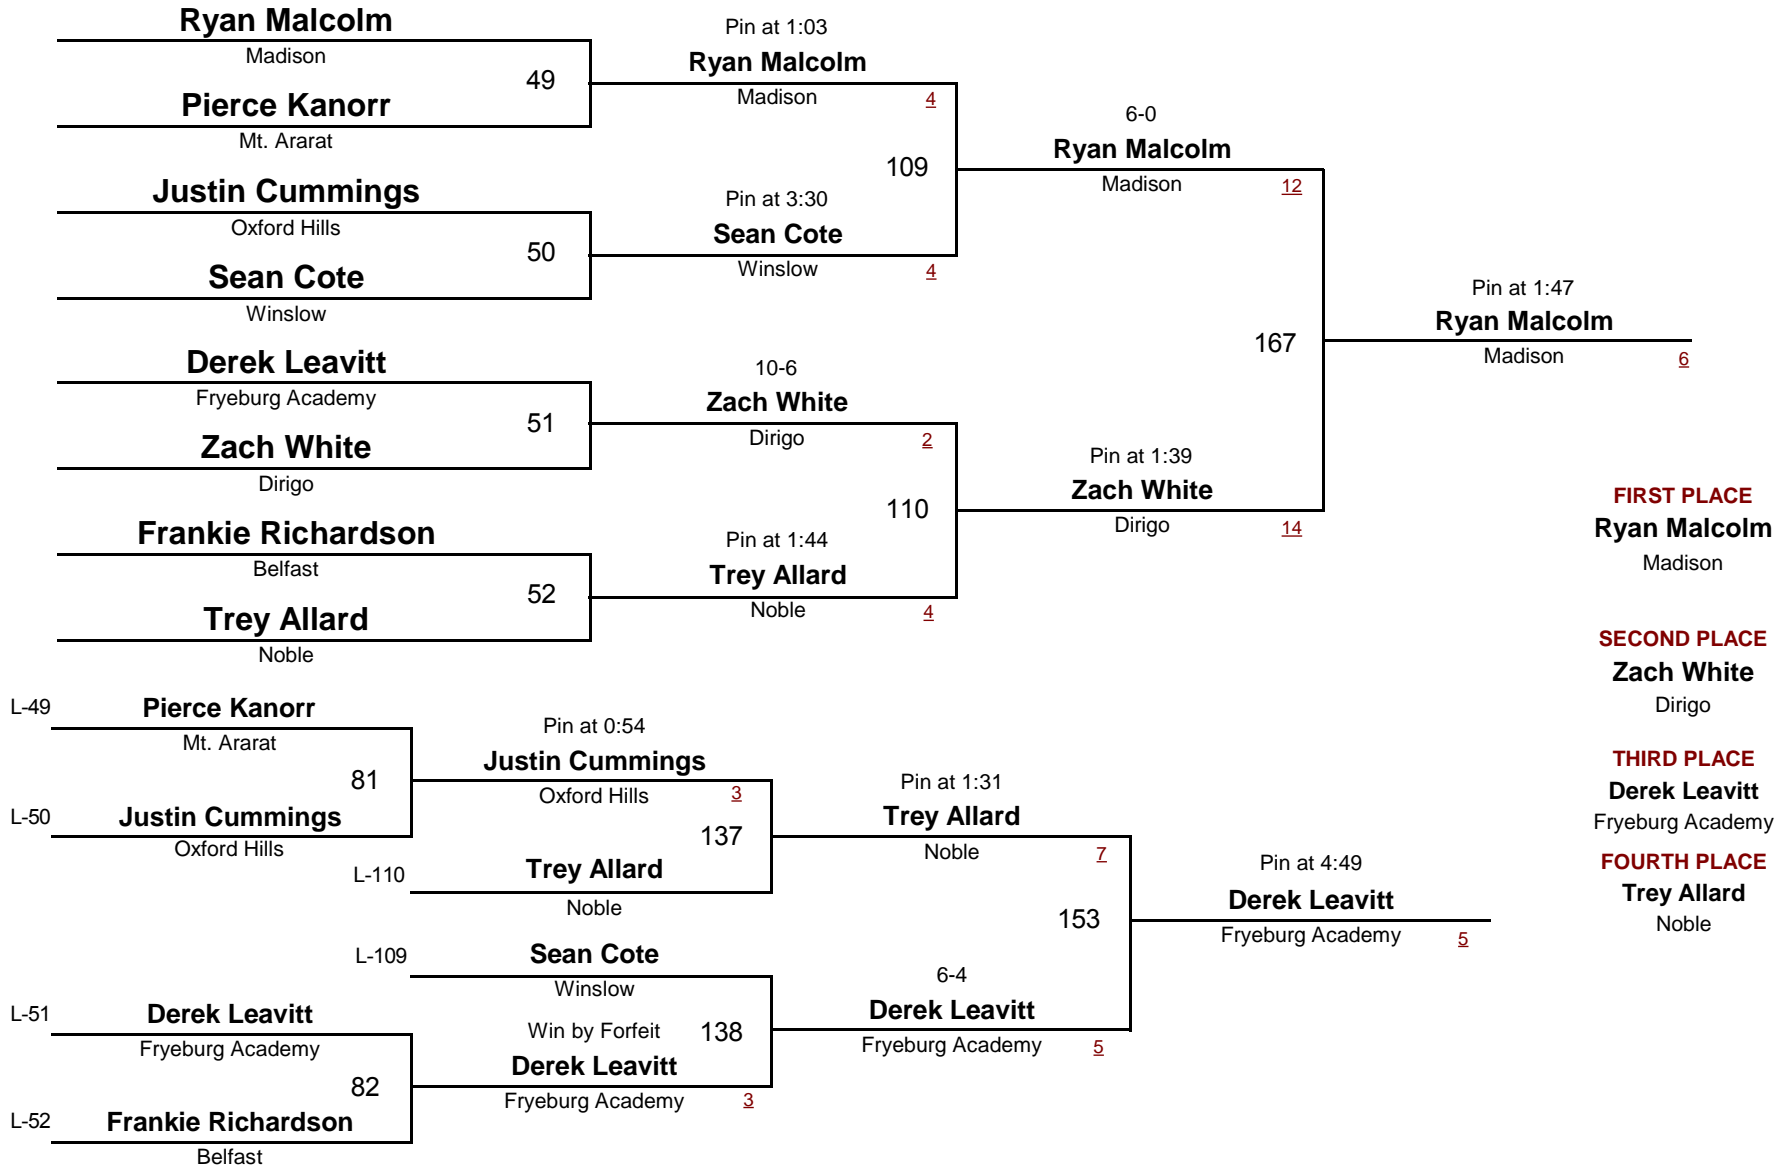 Ryan Malcolm
Madison
49
Pierce Kanorr
Mt. Ararat
Justin Cummings
Oxford Hills
50
Sean Cote
Winslow
Derek Leavitt
Fryeburg Academy
51
Zach White
Dirigo
Frankie Richardson
Belfast
52
Trey Allard
Noble
Pin at 1:03
Ryan Malcolm
Madison 4
109
Pin at 3:30
Sean Cote
Winslow 4
10-6
Zach White
Dirigo 2
110
Pin at 1:44
Trey Allard
Noble 4
6-0
Ryan Malcolm
Madison 12
167
Pin at 1:39
Zach White
Dirigo 14
Pin at 1:47
Ryan Malcolm
Madison 6
FIRST PLACE
Ryan Malcolm
Madison
SECOND PLACE
Zach White
Dirigo
THIRD PLACE
Derek Leavitt
Fryeburg Academy
FOURTH PLACE
Trey Allard
Noble
L-49 Pierce Kanorr
Mt. Ararat
81
L-50 Justin Cummings
Oxford Hills
L-51 Derek Leavitt
Fryeburg Academy
82
L-52 Frankie Richardson
Belfast
Pin at 0:54
Justin Cummings
Oxford Hills 3
137
L-110 Trey Allard
Noble
L-109 Sean Cote
Winslow
Win by Forfeit 138
Derek Leavitt
Fryeburg Academy 3
Pin at 1:31
Trey Allard
Noble 7
153
6-4
Derek Leavitt
Fryeburg Academy 5
Pin at 4:49
Derek Leavitt
Fryeburg Academy 5